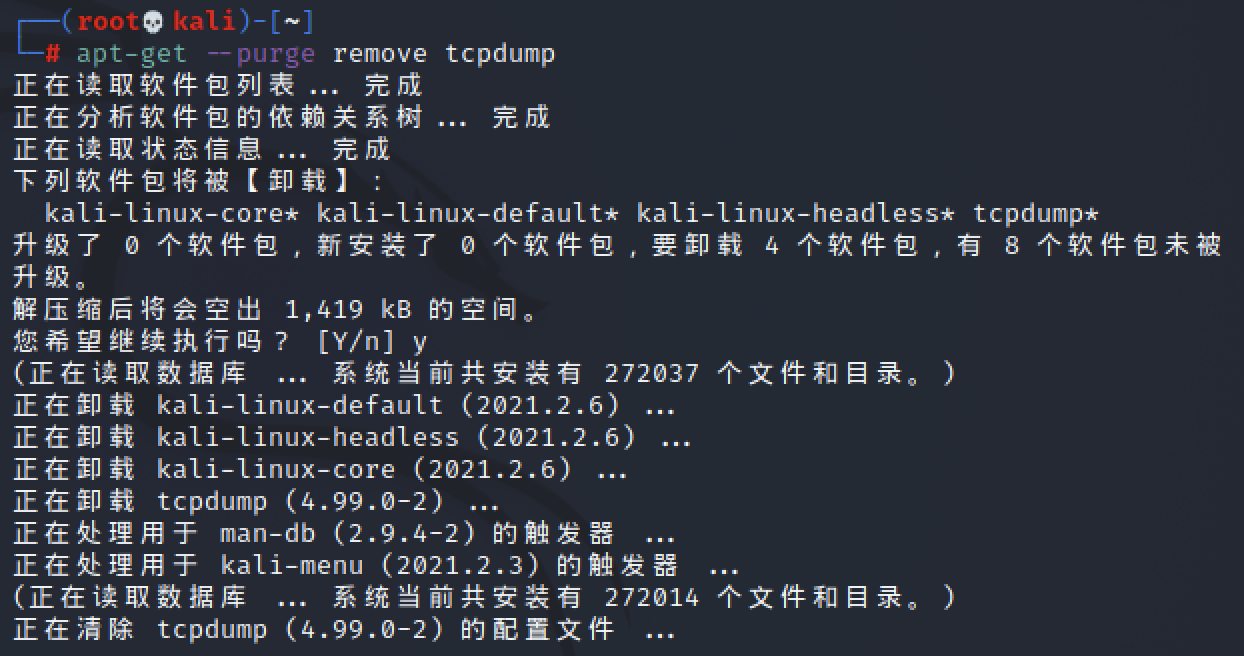 ┌──(root💀kali)-[~]
└─# apt-get --purge remove tcpdump
正在读取软件包列表... 完成
正在分析软件包的依赖关系树... 完成
正在读取状态信息... 完成
下列软件包将被【卸载】：
  kali-linux-core* kali-linux-default* kali-linux-headless* tcpdump*
升级了 0 个软件包，新安装了 0 个软件包，要卸载 4 个软件包，有 8 个软件包未被
升级。
解压缩后将会空出 1,419 kB 的空间。
您希望继续执行吗？ [Y/n] y
(正在读取数据库 ... 系统当前共安装有 272037 个文件和目录。)
正在卸载 kali-linux-default (2021.2.6) ...
正在卸载 kali-linux-headless (2021.2.6) ...
正在卸载 kali-linux-core (2021.2.6) ...
正在卸载 tcpdump (4.99.0-2) ...
正在处理用于 man-db (2.9.4-2) 的触发器 ...
正在处理用于 kali-menu (2021.2.3) 的触发器 ...
(正在读取数据库 ... 系统当前共安装有 272014 个文件和目录。)
正在清除 tcpdump (4.99.0-2) 的配置文件 ...